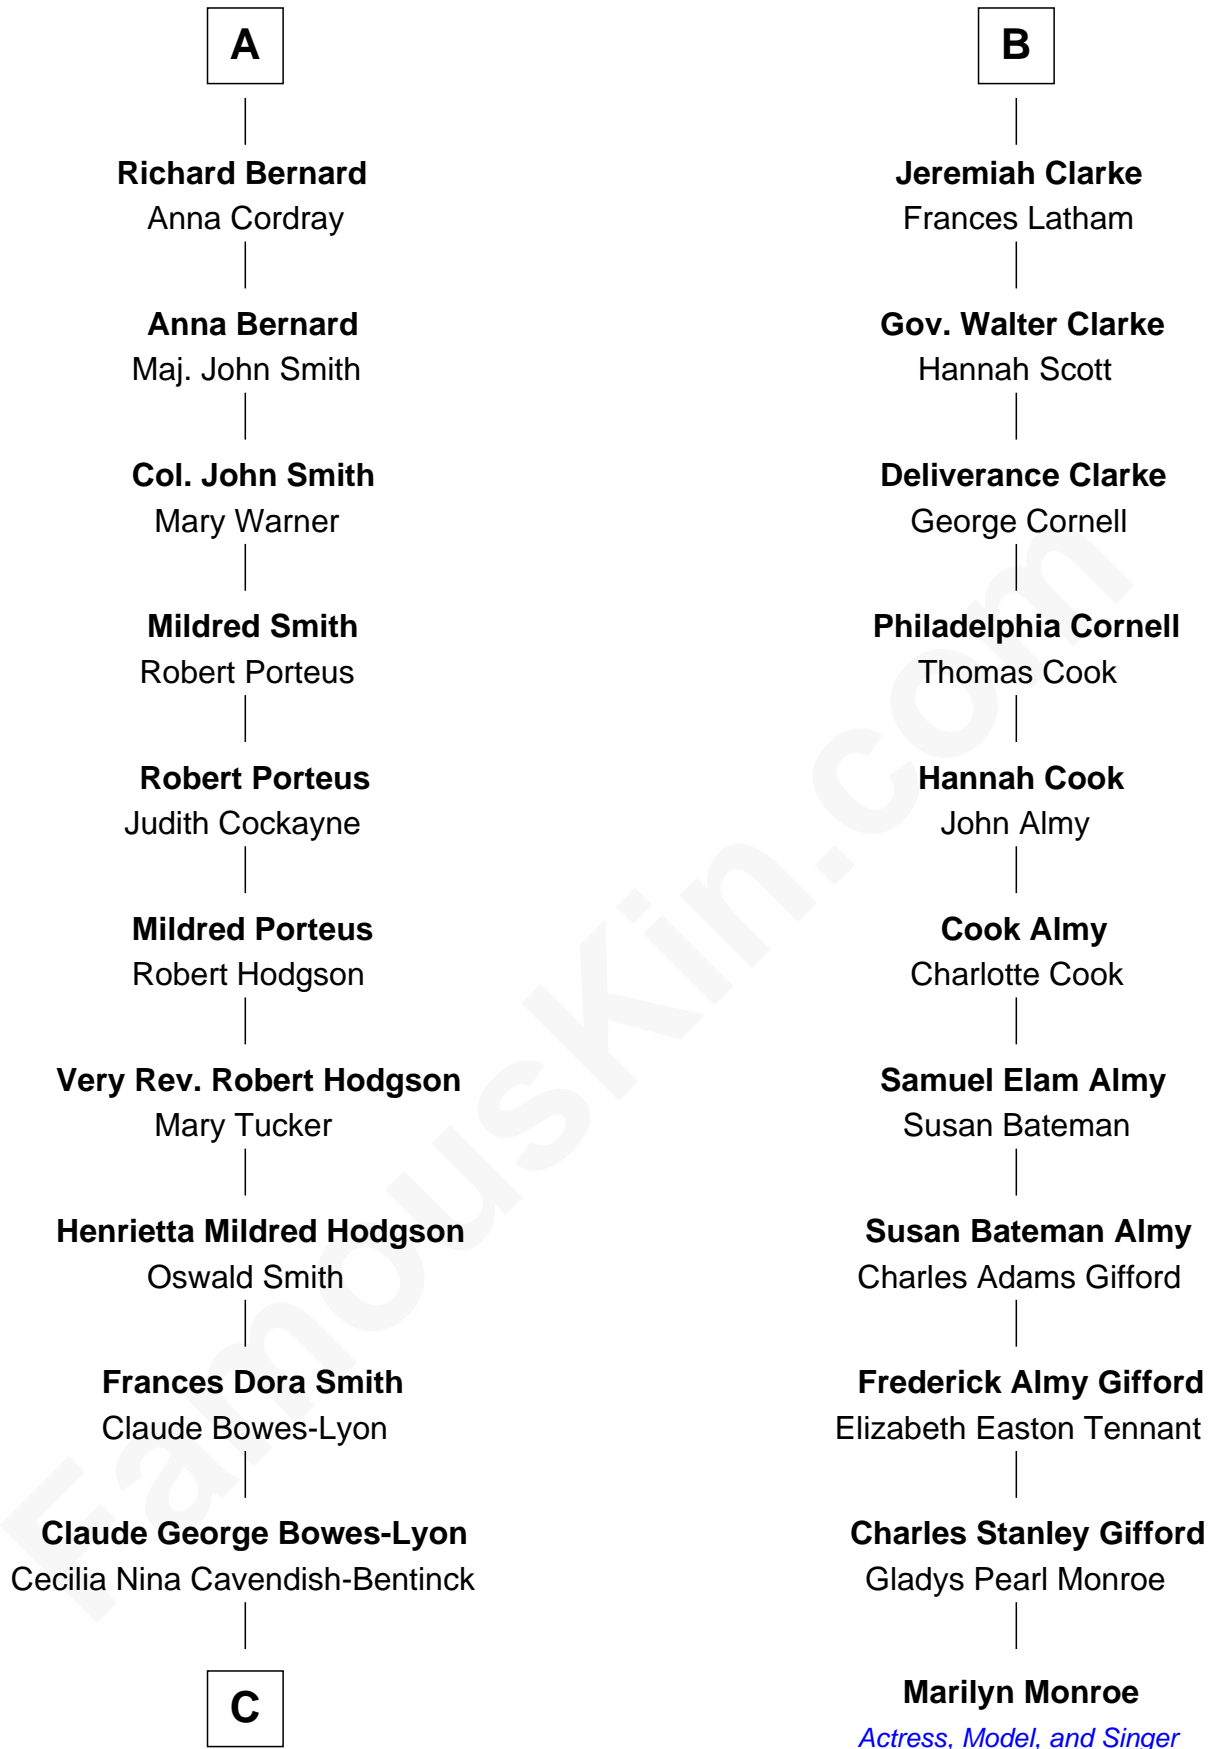 A
Richard Bernard
Anna Cordray
Anna Bernard
Maj. John Smith
Col. John Smith
Mary Warner
Mildred Smith
Robert Porteus
Robert Porteus
Judith Cockayne
Mildred Porteus
Robert Hodgson
Very Rev. Robert Hodgson
Mary Tucker
Henrietta Mildred Hodgson
Oswald Smith
Frances Dora Smith
Claude Bowes-Lyon
Claude George Bowes-Lyon
Cecilia Nina Cavendish-Bentinck
C
B
Jeremiah Clarke
Frances Latham
Gov. Walter Clarke
Hannah Scott
Deliverance Clarke
George Cornell
Philadelphia Cornell
Thomas Cook
Hannah Cook
John Almy
Cook Almy
Charlotte Cook
Samuel Elam Almy
Susan Bateman
Susan Bateman Almy
Charles Adams Gifford
Frederick Almy Gifford
Elizabeth Easton Tennant
Charles Stanley Gifford
Gladys Pearl Monroe
Marilyn Monroe
Actress, Model, and Singer
FamousKin.com